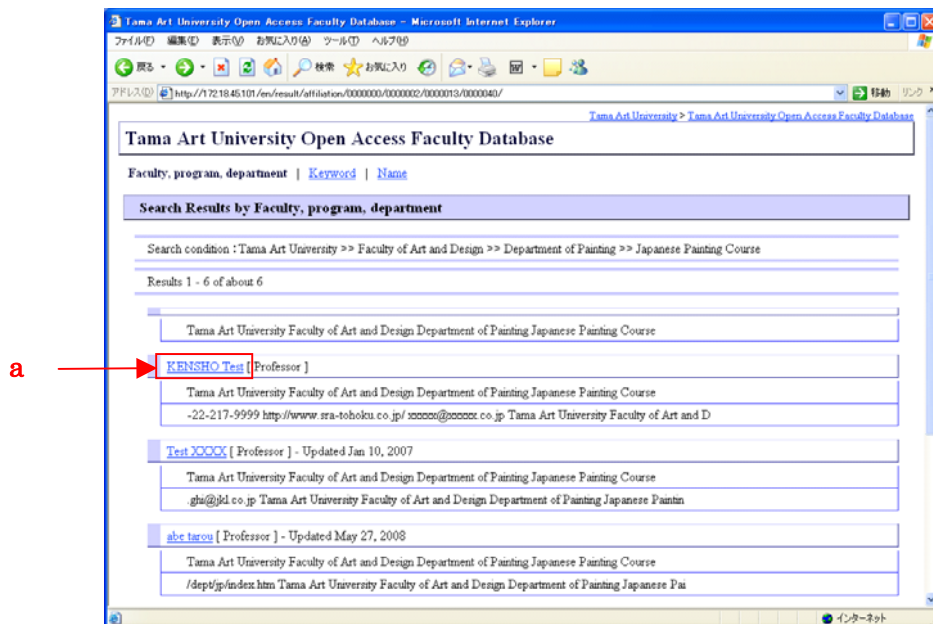 Tama Art University Open Access Faculty Database - Microsoft Internet Explorer
ファイル(F) 編集(E) 表示(V) お気に入り(A) ツール(T) ヘルプ(H)
戻る 検索 お気に入り
アドレス(D) http://172.18.45.101/en/result/affiliation/0000000/0000002/0000013/0000040/ 移動 リンク
Tama Art University > Tama Art University Open Access Faculty Database
Tama Art University Open Access Faculty Database
Faculty, program, department | Keyword | Name
Search Results by Faculty, program, department
Search condition : Tama Art University >> Faculty of Art and Design >> Department of Painting >> Japanese Painting Course
Results 1 - 6 of about 6
Tama Art University Faculty of Art and Design Department of Painting Japanese Painting Course
a
KENSHO Test [ Professor ]
Tama Art University Faculty of Art and Design Department of Painting Japanese Painting Course
-22-217-9999 http://www.sra-tohoku.co.jp/ xxxxx@xxxxx.co.jp Tama Art University Faculty of Art and D
Test XXXX [ Professor ] - Updated Jan 10, 2007
Tama Art University Faculty of Art and Design Department of Painting Japanese Painting Course
.ghi@jkl.co.jp Tama Art University Faculty of Art and Design Department of Painting Japanese Paintin
abe tarou [ Professor ] - Updated May 27, 2008
Tama Art University Faculty of Art and Design Department of Painting Japanese Painting Course
/dept/jp/index.htm Tama Art University Faculty of Art and Design Department of Painting Japanese Pai
インターネット